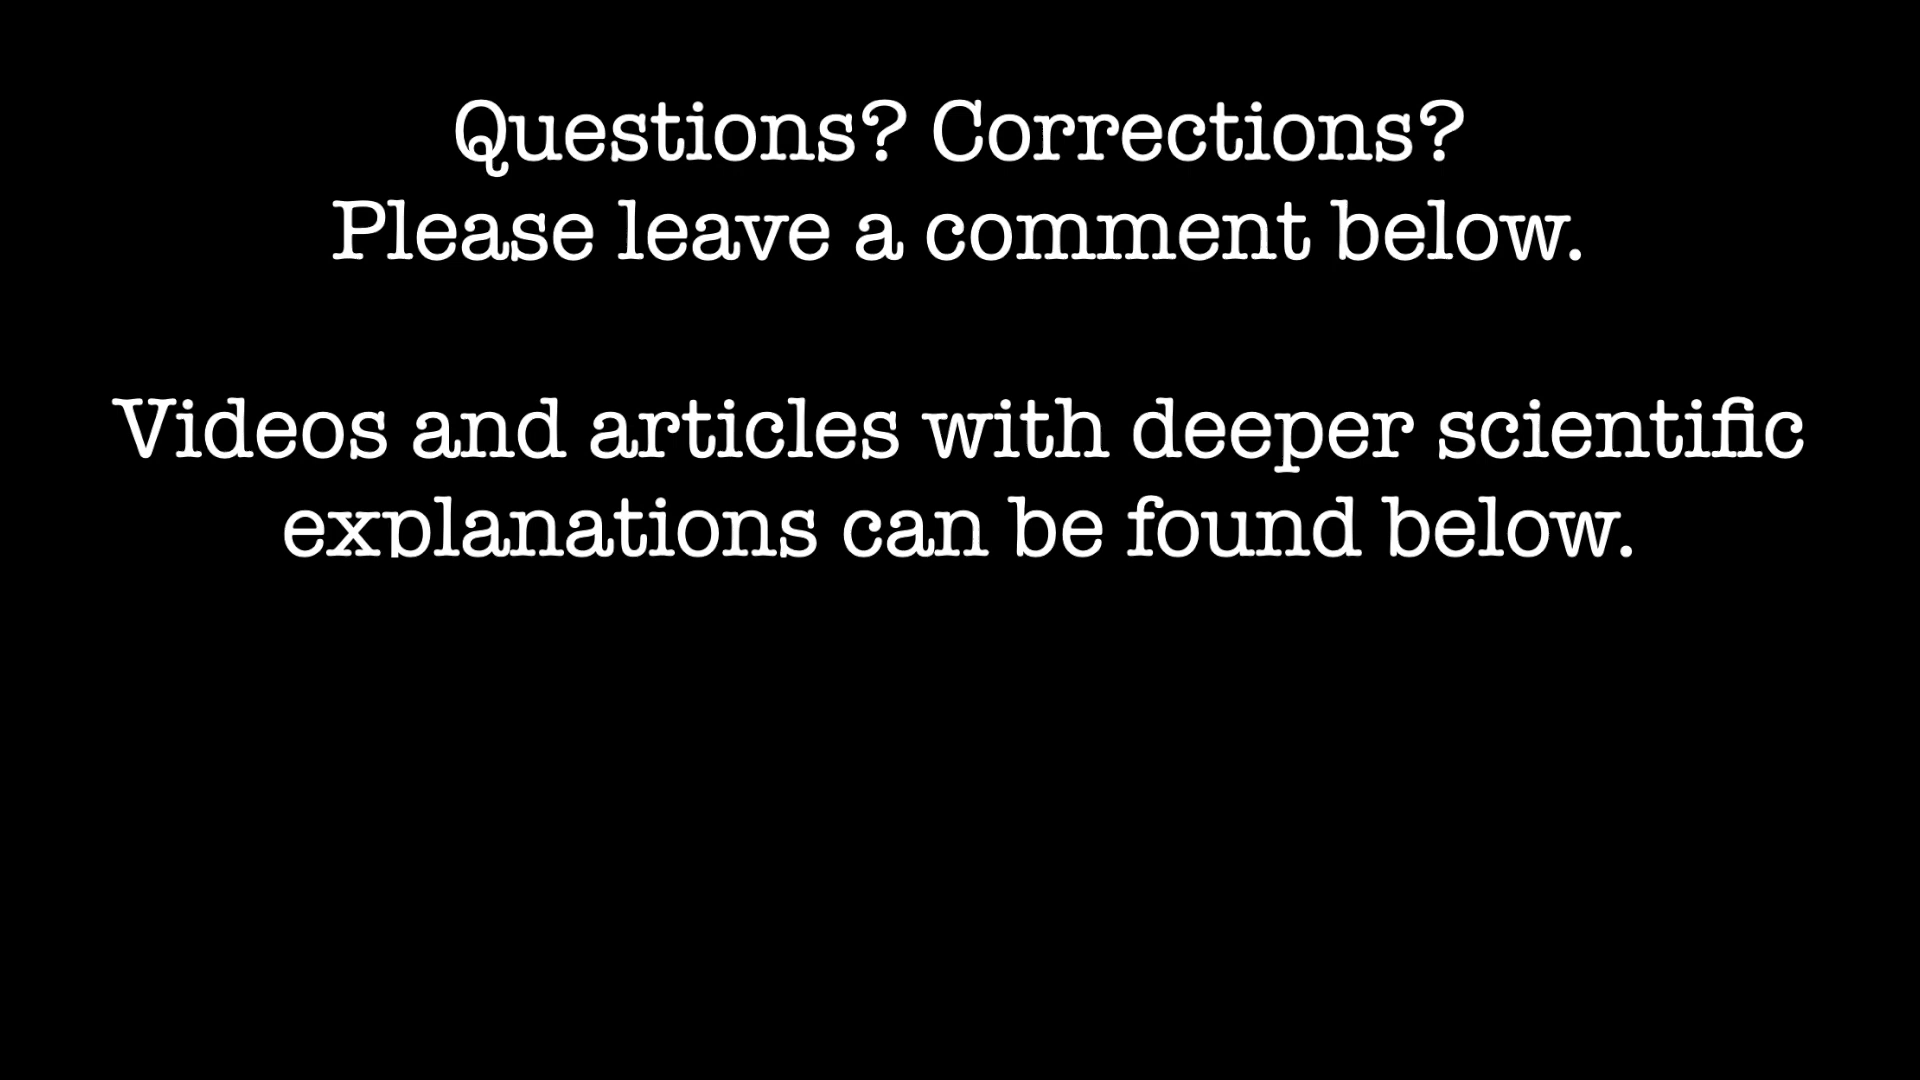 Questions? Corrections?
Please leave a comment below.
Videos and articles with deeper scientific
explanations can be found below.